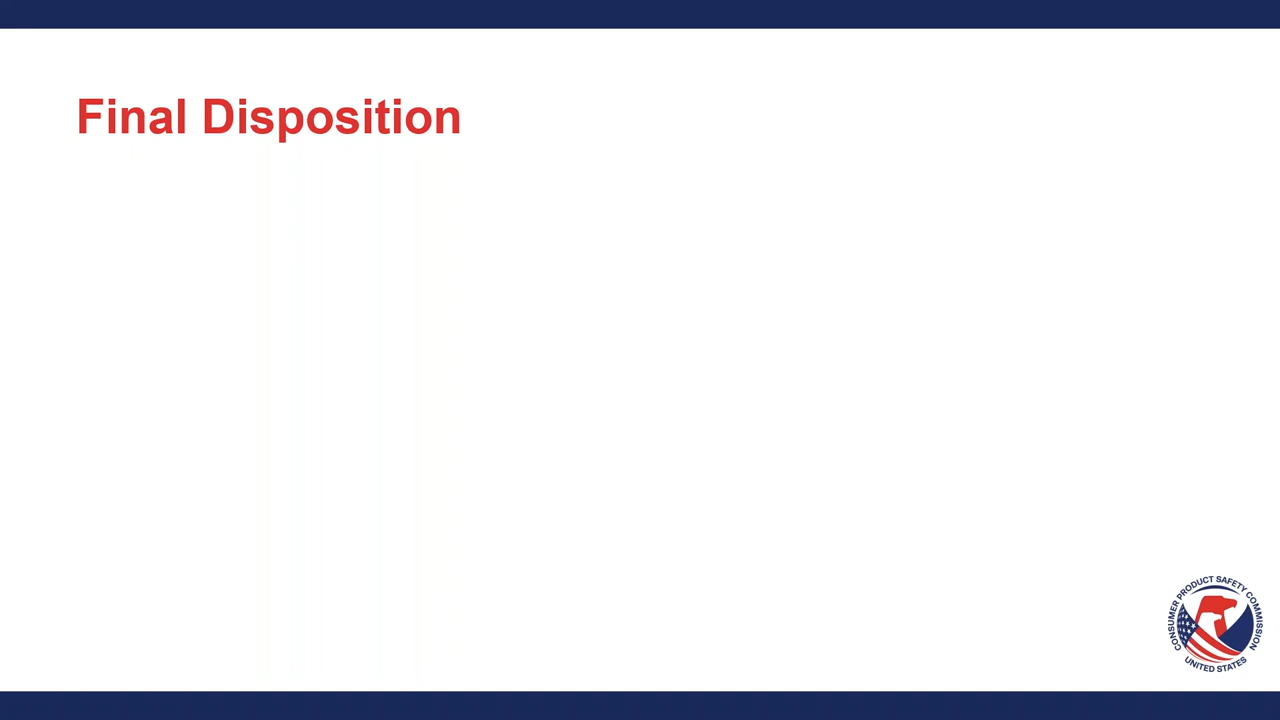 Final Disposition
CONSUMER PRODUCT SAFETY COMMISSION
UNITED STATES